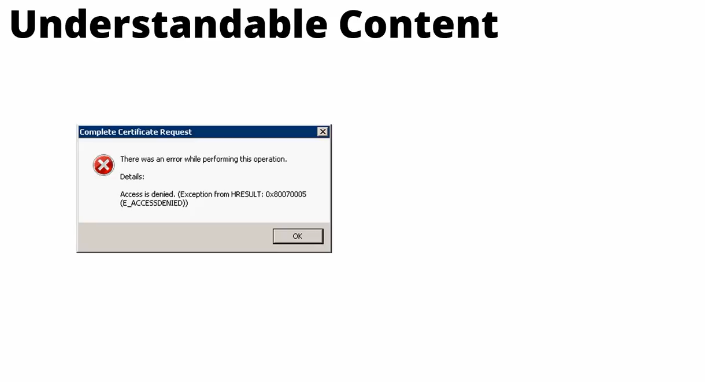 Understandable Content
Complete Certificate Request
There was an error while performing this operation.
Details:
Access is denied. (Exception from HRESULT: 0x80070005
(E_ACCESSDENIED))
OK